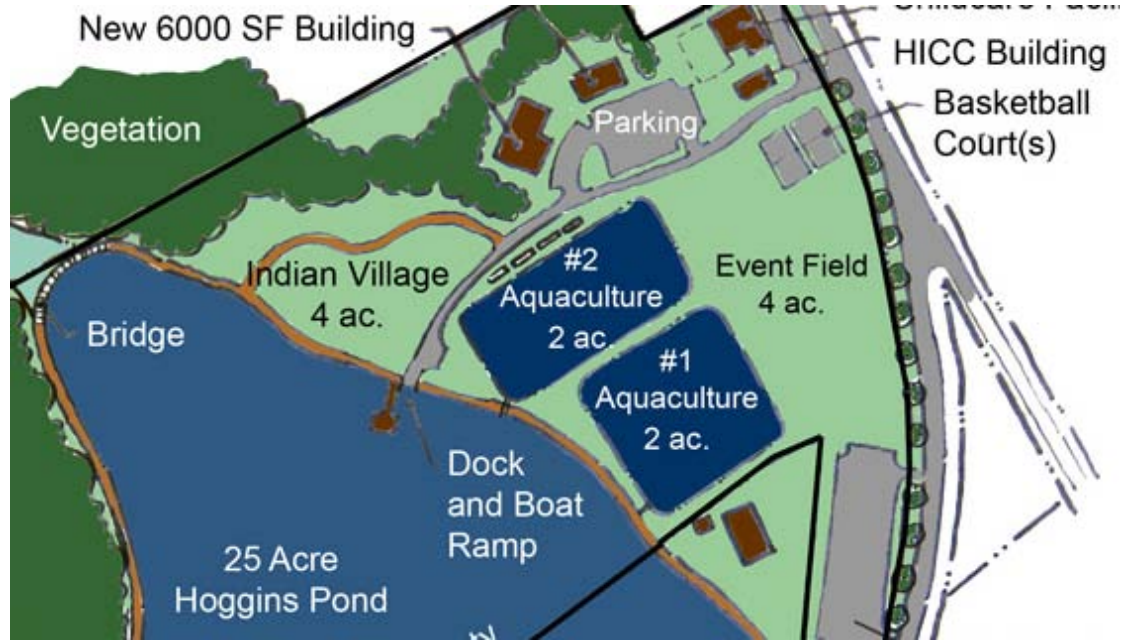 New 6000 SF Building
HICC Building
Basketball
Court(s)
Vegetation
Parking
Indian Village
4 ac.
#2
Aquaculture
2 ac.
Event Field
4 ac.
Bridge
#1
Aquaculture
2 ac.
Dock
and Boat
Ramp
25 Acre
Hoggins Pond